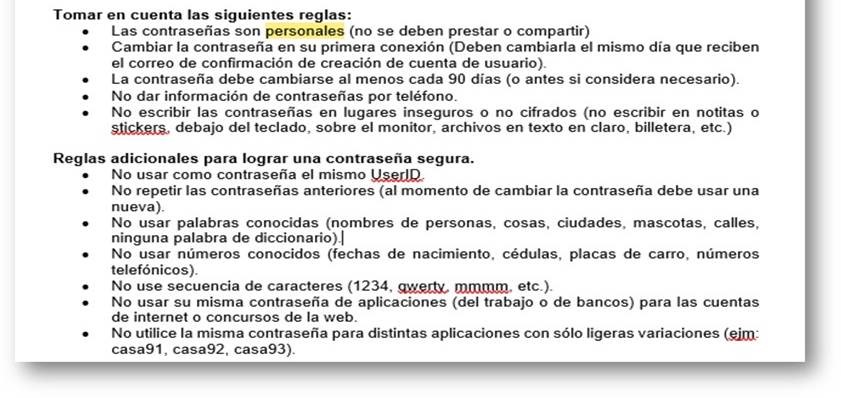 Tomar en cuenta las siguientes reglas:
• Las contraseñas son personales (no se deben prestar o compartir)
• Cambiar la contraseña en su primera conexión (Deben cambiarla el mismo día que reciben
el correo de confirmación de creación de cuenta de usuario).
• La contraseña debe cambiarse al menos cada 90 días (o antes si considera necesario).
• No dar información de contraseñas por teléfono.
• No escribir las contraseñas en lugares inseguros o no cifrados (no escribir en notitas o
stickers, debajo del teclado, sobre el monitor, archivos en texto en claro, billetera, etc.)
Reglas adicionales para lograr una contraseña segura.
• No usar como contraseña el mismo UserID.
• No repetir las contraseñas anteriores (al momento de cambiar la contraseña debe usar una
nueva).
• No usar palabras conocidas (nombres de personas, cosas, ciudades, mascotas, calles,
ninguna palabra de diccionario).
• No usar números conocidos (fechas de nacimiento, cédulas, placas de carro, números
telefónicos).
• No use secuencia de caracteres (1234, qwerty, mmmm, etc.).
• No usar su misma contraseña de aplicaciones (del trabajo o de bancos) para las cuentas
de internet o concursos de la web.
• No utilice la misma contraseña para distintas aplicaciones con sólo ligeras variaciones (ejm:
casa91, casa92, casa93).